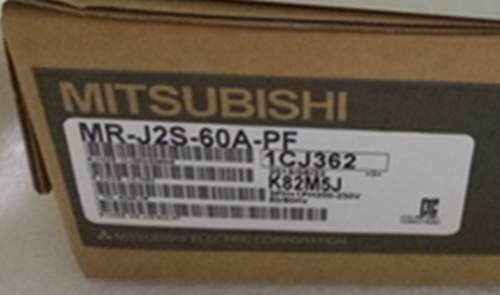 MITSUBISHI
MR-J2S-60A-PF
1CJ362
K82M5J
MITSUBISHI ELECTRIC CORPORATION